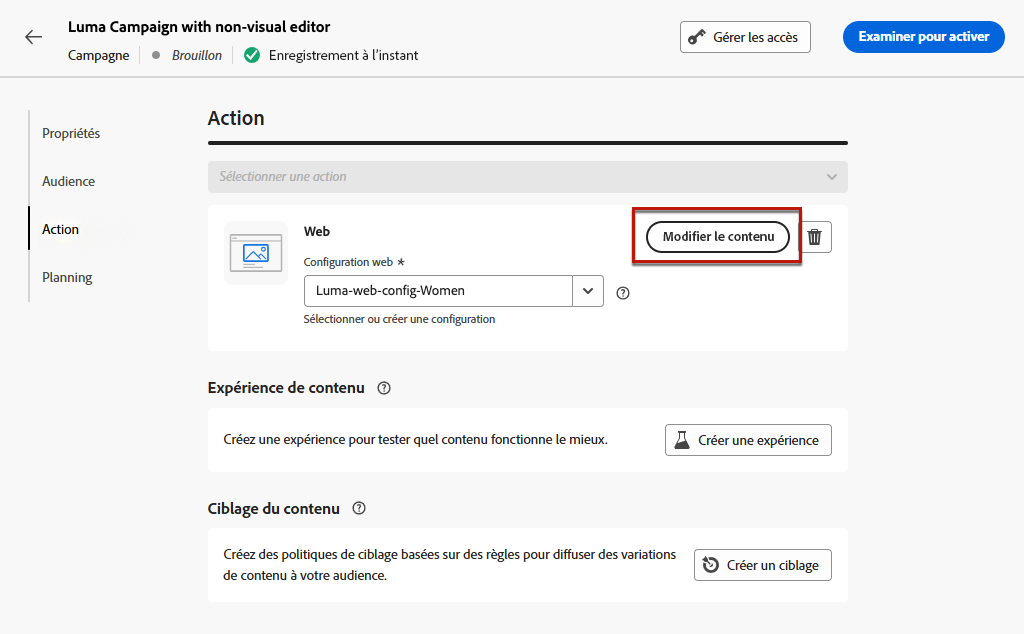 Luma Campaign with non-visual editor
Campagne
Brouillon
Enregistrement à l'instant
Gérer les accès
Examiner pour activer
Propriétés
Audience
Action
Planning
Action
Sélectionner une action
Web
Modifier le contenu
Configuration web *
Luma-web-config-Women
Sélectionner ou créer une configuration
Expérience de contenu
Créez une expérience pour tester quel contenu fonctionne le mieux.
Créer une expérience
Ciblage du contenu
Créez des politiques de ciblage basées sur des règles pour diffuser des variations
de contenu à votre audience.
Créer un ciblage